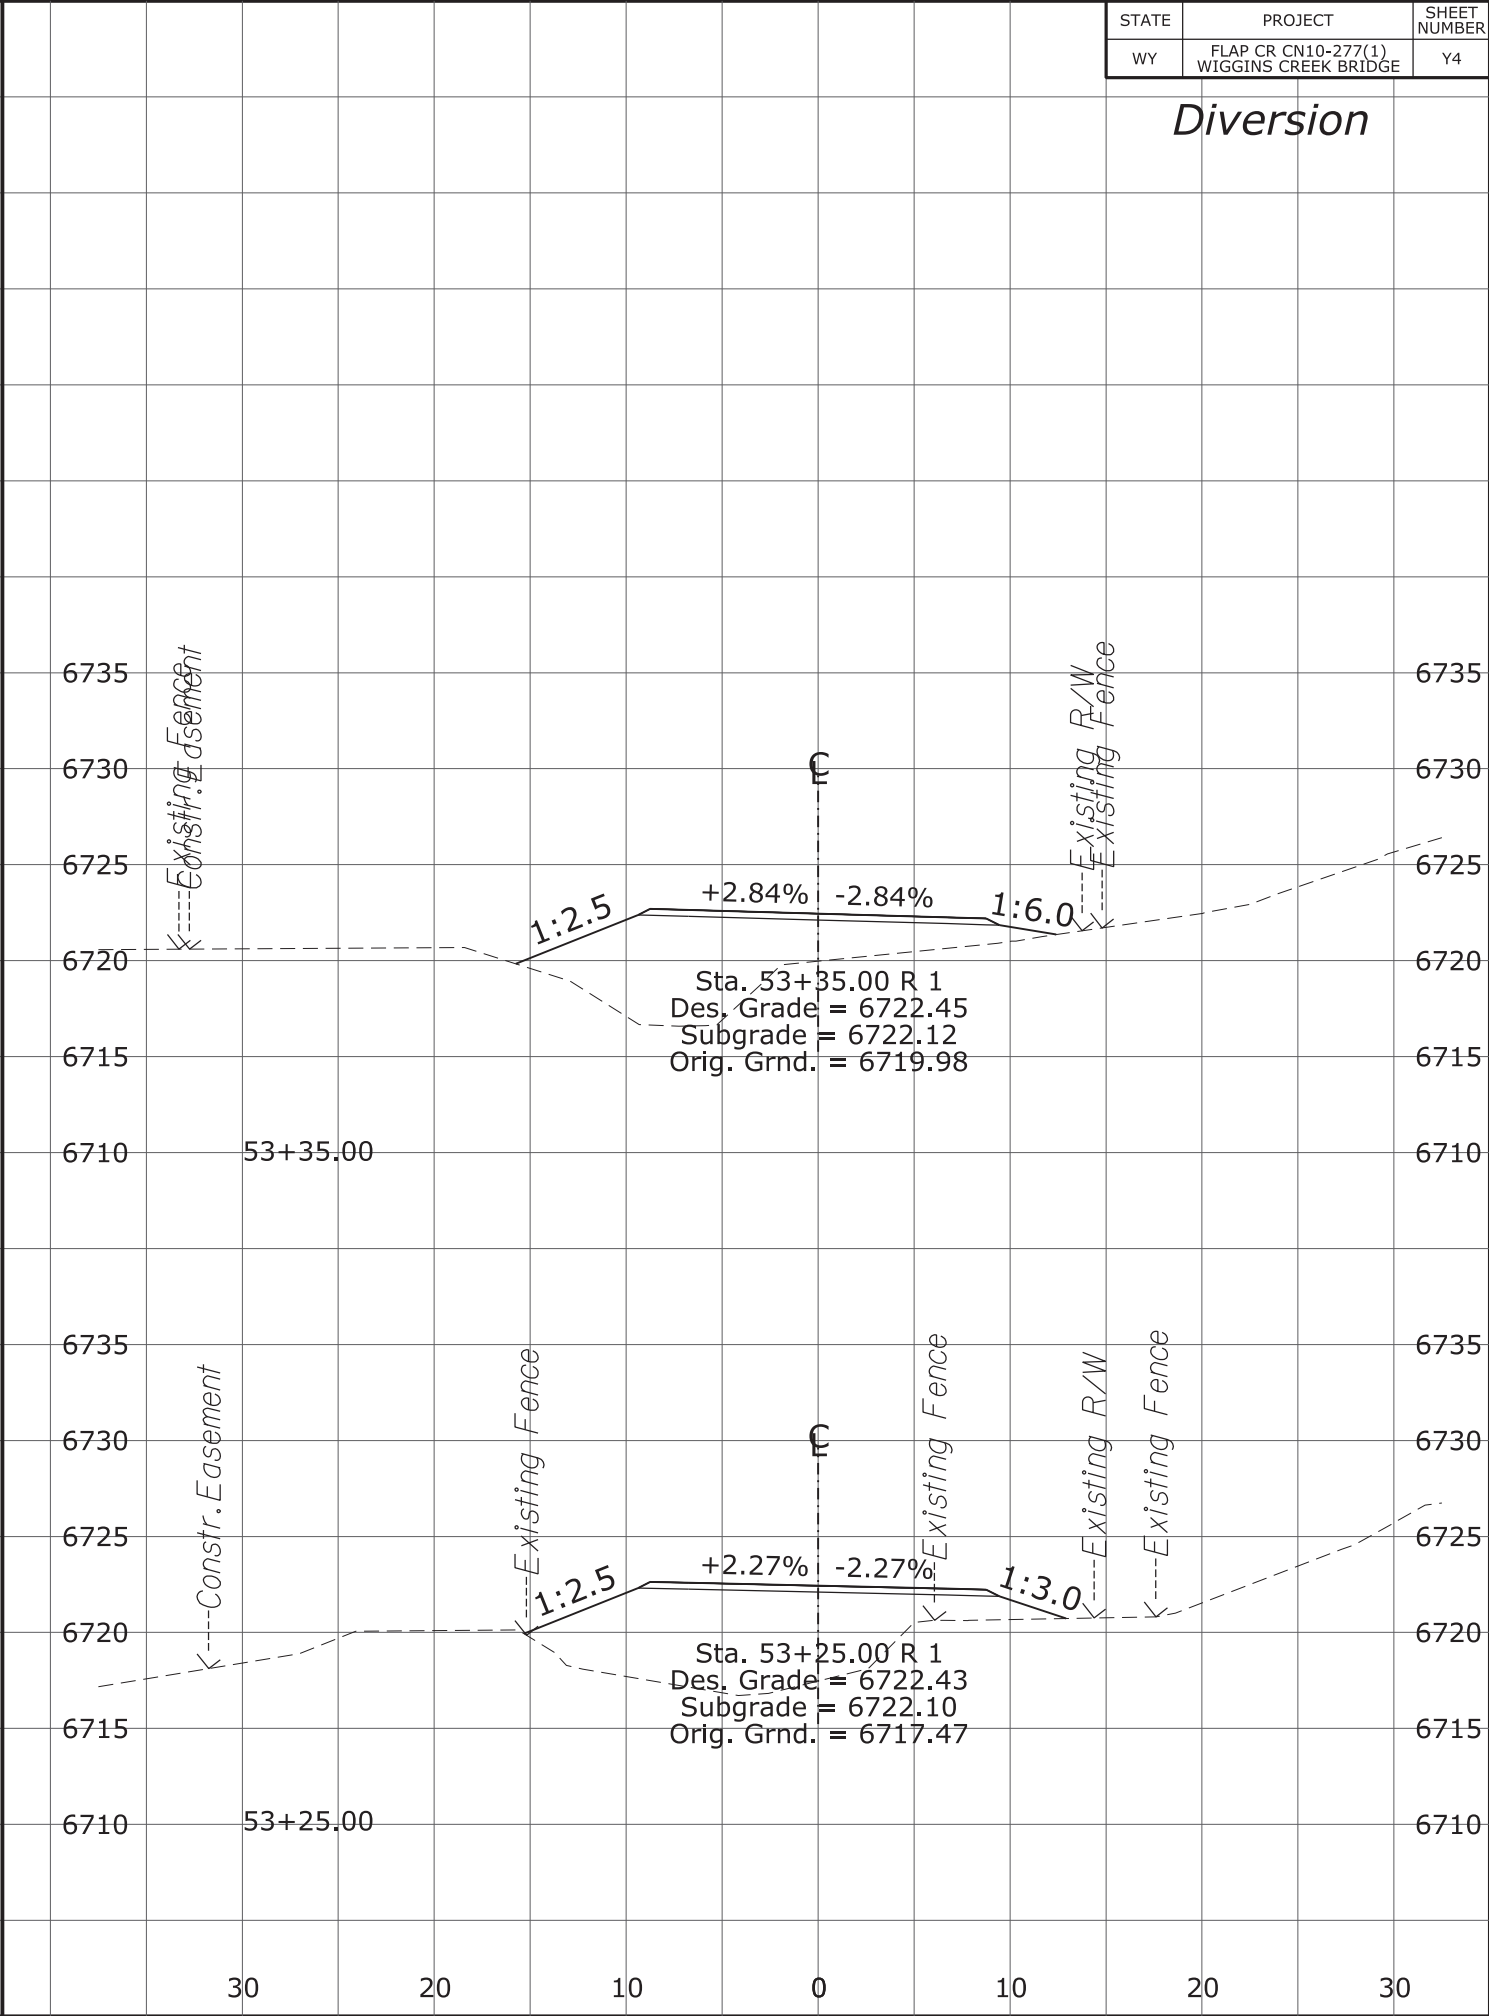 STATE PROJECT SHEET NUMBER
WY FLAP CR CN10-277(1) WIGGINS CREEK BRIDGE Y4
Diversion
Existing Fence
Constr. Easement
Existing R/W
Existing Fence
6735 6735
6730 6730
CL
6725 6725
1:2.5 +2.84% -2.84% 1:6.0
6720 6720
Sta. 53+35.00 R 1
Des. Grade = 6722.45
Subgrade = 6722.12
6715 6715
Orig. Grnd. = 6719.98
6710 53+35.00 6710
Constr. Easement
Existing Fence
Existing Fence
Existing R/W
Existing Fence
6735 6735
6730 6730
CL
6725 6725
1:2.5 +2.27% -2.27% 1:3.0
6720 6720
Sta. 53+25.00 R 1
Des. Grade = 6722.43
Subgrade = 6722.10
6715 6715
Orig. Grnd. = 6717.47
6710 53+25.00 6710
30 20 10 0 10 20 30